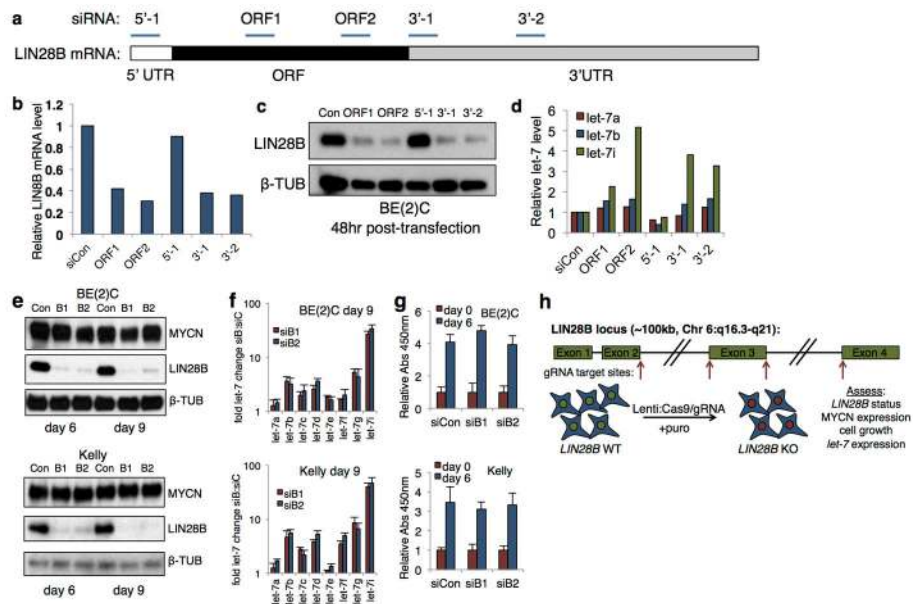 a
siRNA: 5'-1 ORF1 ORF2 3'-1 3'-2
LIN28B mRNA:
5' UTR ORF 3'UTR
b
Relative LIN8B mRNA level
1.2
1
0.8
0.6
0.4
0.2
0
siCon ORF1 ORF2 5'-1 3'-1 3'-2
c
Con ORF1 ORF2 5'-1 3'-1 3'-2
LIN28B
β-TUB
BE(2)C
48hr post-transfection
d
Relative let-7 level
let-7a
let-7b
let-7i
6
5
4
3
2
1
0
siCon ORF1 ORF2 5'-1 3'-1 3'-2
e
BE(2)C
Con B1 B2 Con B1 B2
MYCN
LIN28B
β-TUB
day 6 day 9
Kelly
Con B1 B2 Con B1 B2
MYCN
LIN28B
β-TUB
day 6 day 9
f
BE(2)C day 9
fold let-7 change siB:siC
siB1
siB2
100
10
1
let-7a let-7b let-7c let-7d let-7e let-7f let-7g let-7i
Kelly day 9
fold let-7 change siB:siC
siB1
siB2
100
10
1
let-7a let-7b let-7c let-7d let-7e let-7f let-7g let-7i
g
day 0
day 6
BE(2)C
Relative Abs 450nm
6
5
4
3
2
1
0
siCon siB1 siB2
day 0
day 6
Kelly
Relative Abs 450nm
5
4
3
2
1
0
siCon siB1 siB2
h
LIN28B locus (~100kb, Chr 6:q16.3-q21):
Exon 1 Exon 2 Exon 3 Exon 4
gRNA target sites:
Lenti:Cas9/gRNA
+puro
LIN28B WT
LIN28B KO
Assess:
LIN28B status
MYCN expression
cell growth
let-7 expression